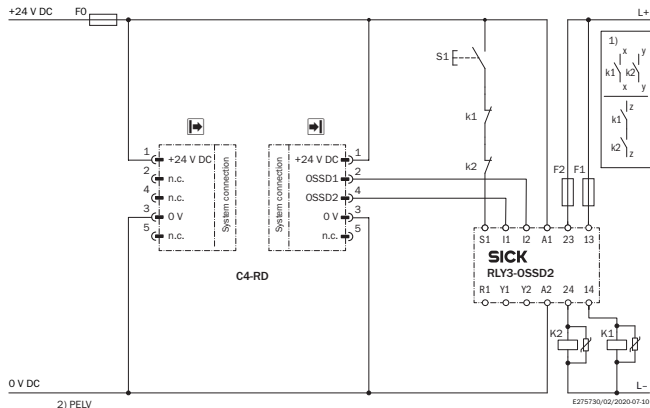 +24 V DC F0 L+
1)
x y
k1 k2
x y
z
k1
k2
z
S1
k1
k2
F2 F1
1 +24 V DC
2 n.c.
4 n.c.
3 0 V
5 n.c.
System connection
System connection
+24 V DC 1
OSSD1 2
OSSD2 4
0 V 3
n.c. 5
C4-RD
S1 I1 I2 A1 23 13
SICK
RLY3-OSSD2
R1 Y1 Y2 A2 24 14
K2 K1
0 V DC L–
2) PELV
E275730/02/2020-07-10